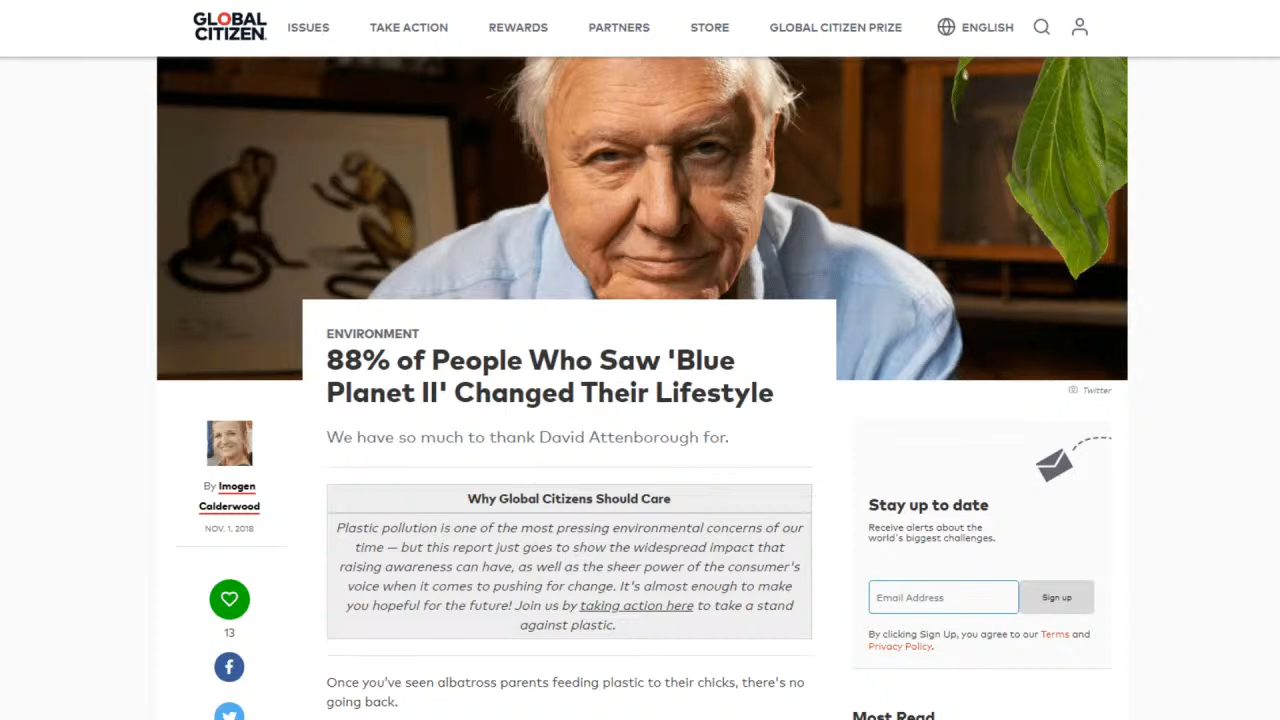 GLOBAL
CITIZEN.
ISSUES
TAKE ACTION
REWARDS
PARTNERS
STORE
GLOBAL CITIZEN PRIZE
ENGLISH
ENVIRONMENT
88% of People Who Saw 'Blue
Planet II' Changed Their Lifestyle
We have so much to thank David Attenborough for.
Twitter
By Imogen
Calderwood
NOV. 1, 2018
13
Why Global Citizens Should Care
Plastic pollution is one of the most pressing environmental concerns of our
time — but this report just goes to show the widespread impact that
raising awareness can have, as well as the sheer power of the consumer's
voice when it comes to pushing for change. It's almost enough to make
you hopeful for the future! Join us by taking action here to take a stand
against plastic.
Once you've seen albatross parents feeding plastic to their chicks, there's no
going back.
Stay up to date
Receive alerts about the
world's biggest challenges.
Email Address
Sign up
By clicking Sign Up, you agree to our Terms and
Privacy Policy.
Most Read